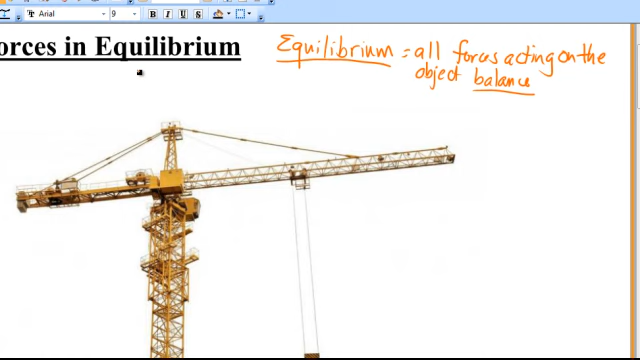 Arial 9 B I U S
orces in Equilibrium
Equilibrium = all forces acting on the
object balance